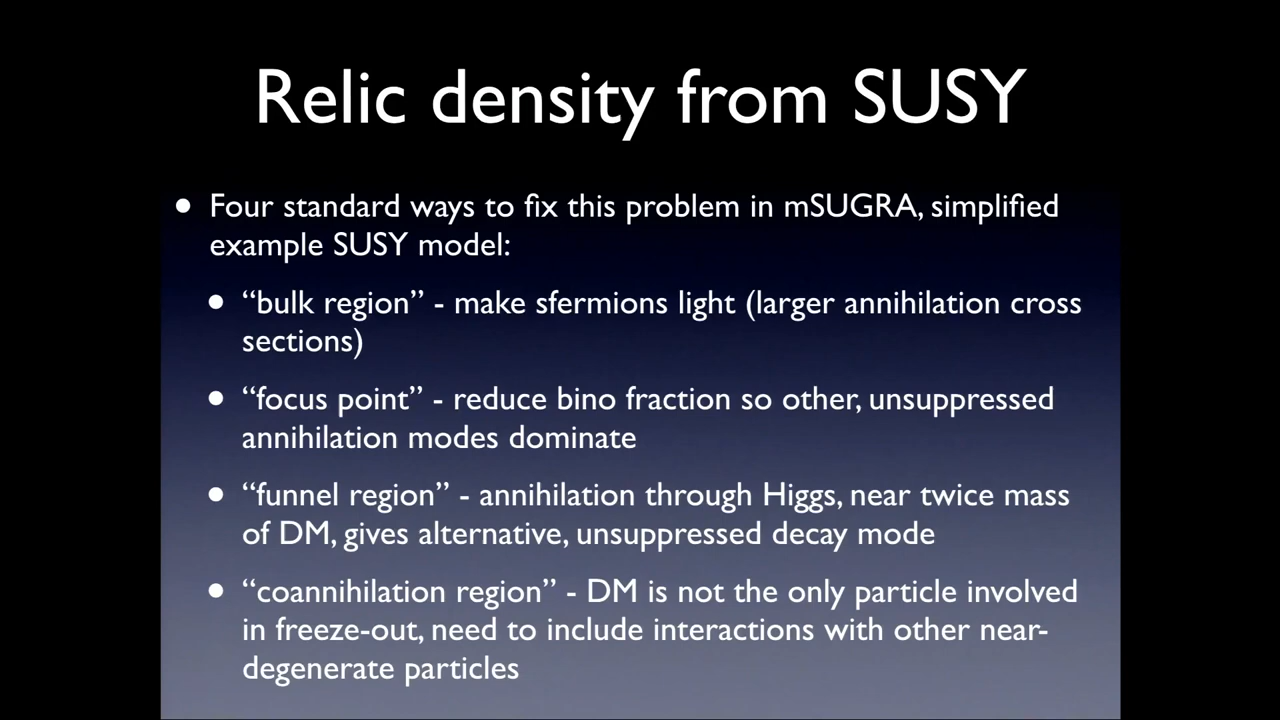 Relic density from SUSY
• Four standard ways to fix this problem in mSUGRA, simplified
example SUSY model:
• “bulk region” - make sfermions light (larger annihilation cross
sections)
• “focus point” - reduce bino fraction so other, unsuppressed
annihilation modes dominate
• “funnel region” - annihilation through Higgs, near twice mass
of DM, gives alternative, unsuppressed decay mode
• “coannihilation region” - DM is not the only particle involved
in freeze-out, need to include interactions with other near-
degenerate particles